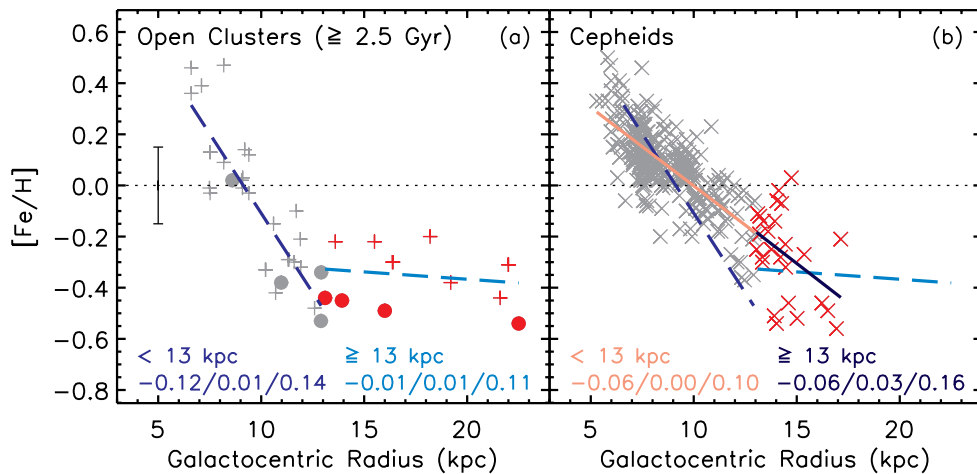 Open Clusters (≧ 2.5 Gyr) (a)
Cepheids (b)
[Fe/H]
0.6
0.4
0.2
0.0
−0.2
−0.4
−0.6
−0.8
< 13 kpc
−0.12/0.01/0.14
≧ 13 kpc
−0.01/0.01/0.11
< 13 kpc
−0.06/0.00/0.10
≧ 13 kpc
−0.06/0.03/0.16
5 10 15 20
5 10 15 20
Galactocentric Radius (kpc)
Galactocentric Radius (kpc)